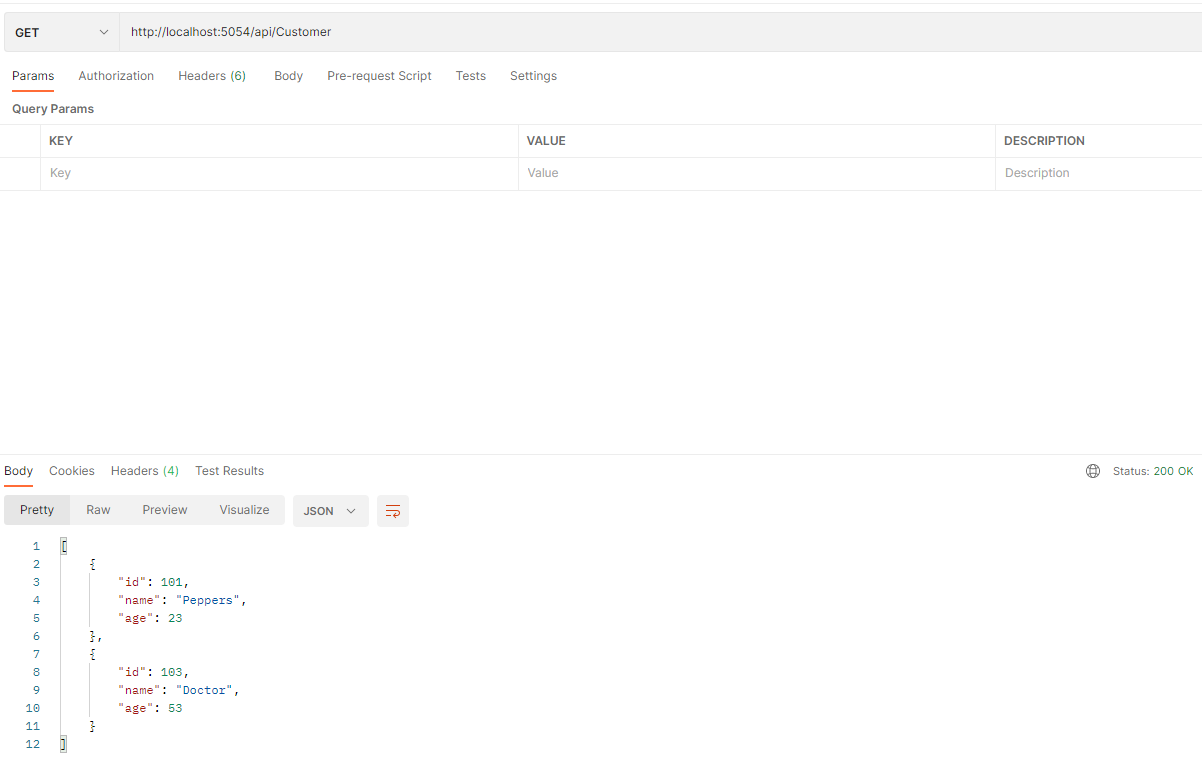 GET http://localhost:5054/api/Customer
Params Authorization Headers (6) Body Pre-request Script Tests Settings
Query Params
KEY VALUE DESCRIPTION
Key Value Description
Body Cookies Headers (4) Test Results Status: 200 OK
Pretty Raw Preview Visualize JSON
1 [
2 {
3 "id": 101,
4 "name": "Peppers",
5 "age": 23
6 },
7 {
8 "id": 103,
9 "name": "Doctor",
10 "age": 53
11 }
12 ]